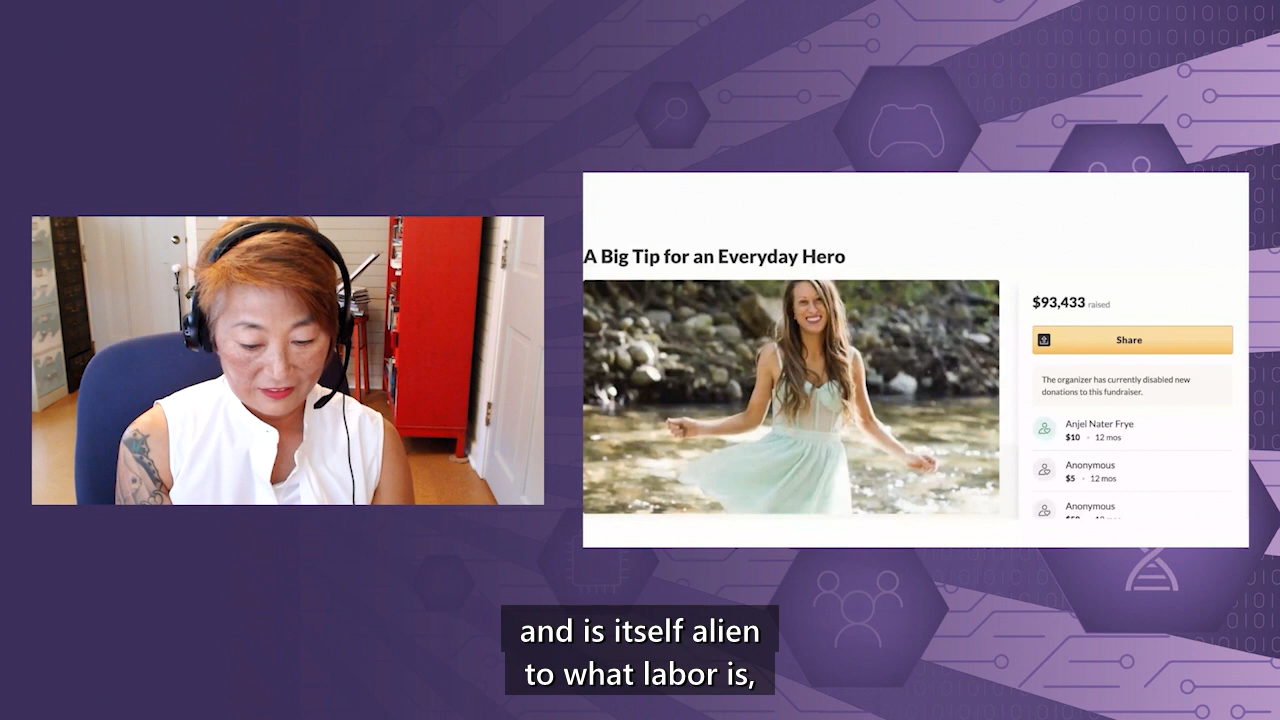 A Big Tip for an Everyday Hero
$93,433 raised
Share
The organizer has currently disabled new
donations to this fundraiser.
Anjel Nater Frye
$10 • 12 mos
Anonymous
$5 • 12 mos
Anonymous
and is itself alien
to what labor is,